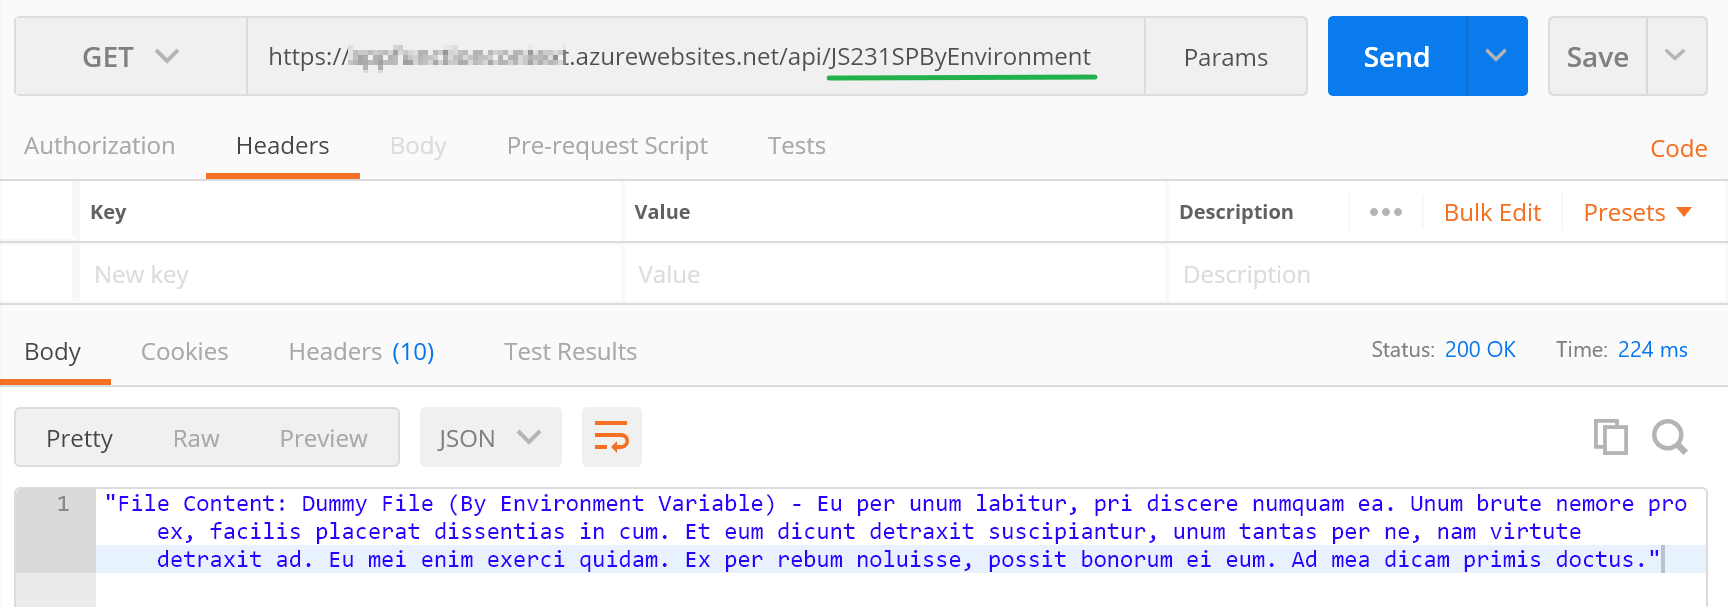 GET https:// .azurewebsites.net/api/JS231SPByEnvironment Params Send Save
Authorization Headers Body Pre-request Script Tests Code
Key Value Description ••• Bulk Edit Presets
New key Value Description
Body Cookies Headers (10) Test Results Status: 200 OK Time: 224 ms
Pretty Raw Preview JSON
1 "File Content: Dummy File (By Environment Variable) - Eu per unum labitur, pri discere numquam ea. Unum brute nemore pro
ex, facilis placerat dissentias in cum. Et eum dicunt detraxit suscipiantur, unum tantas per ne, nam virtute
detraxit ad. Eu mei enim exerci quidam. Ex per rebum noluisse, possit bonorum ei eum. Ad mea dicam primis doctus."